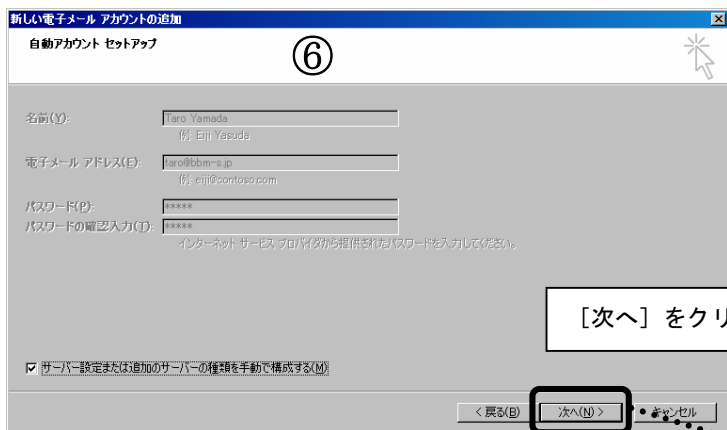 新しい電子メール アカウントの追加
自動アカウント セットアップ
⑥
名前(Y):
Taro Yamada
例: Eiji Yasuda
電子メール アドレス(E):
taro@bbm-s.jp
例: eiji@contoso.com
パスワード(P):
*****
パスワードの確認入力(T):
*****
インターネット サービス プロバイダから提供されたパスワードを入力してください。
[次へ] をクリ
サーバー設定または追加のサーバーの種類を手動で構成する(M)
< 戻る(B)
次へ(N) >
キャンセル